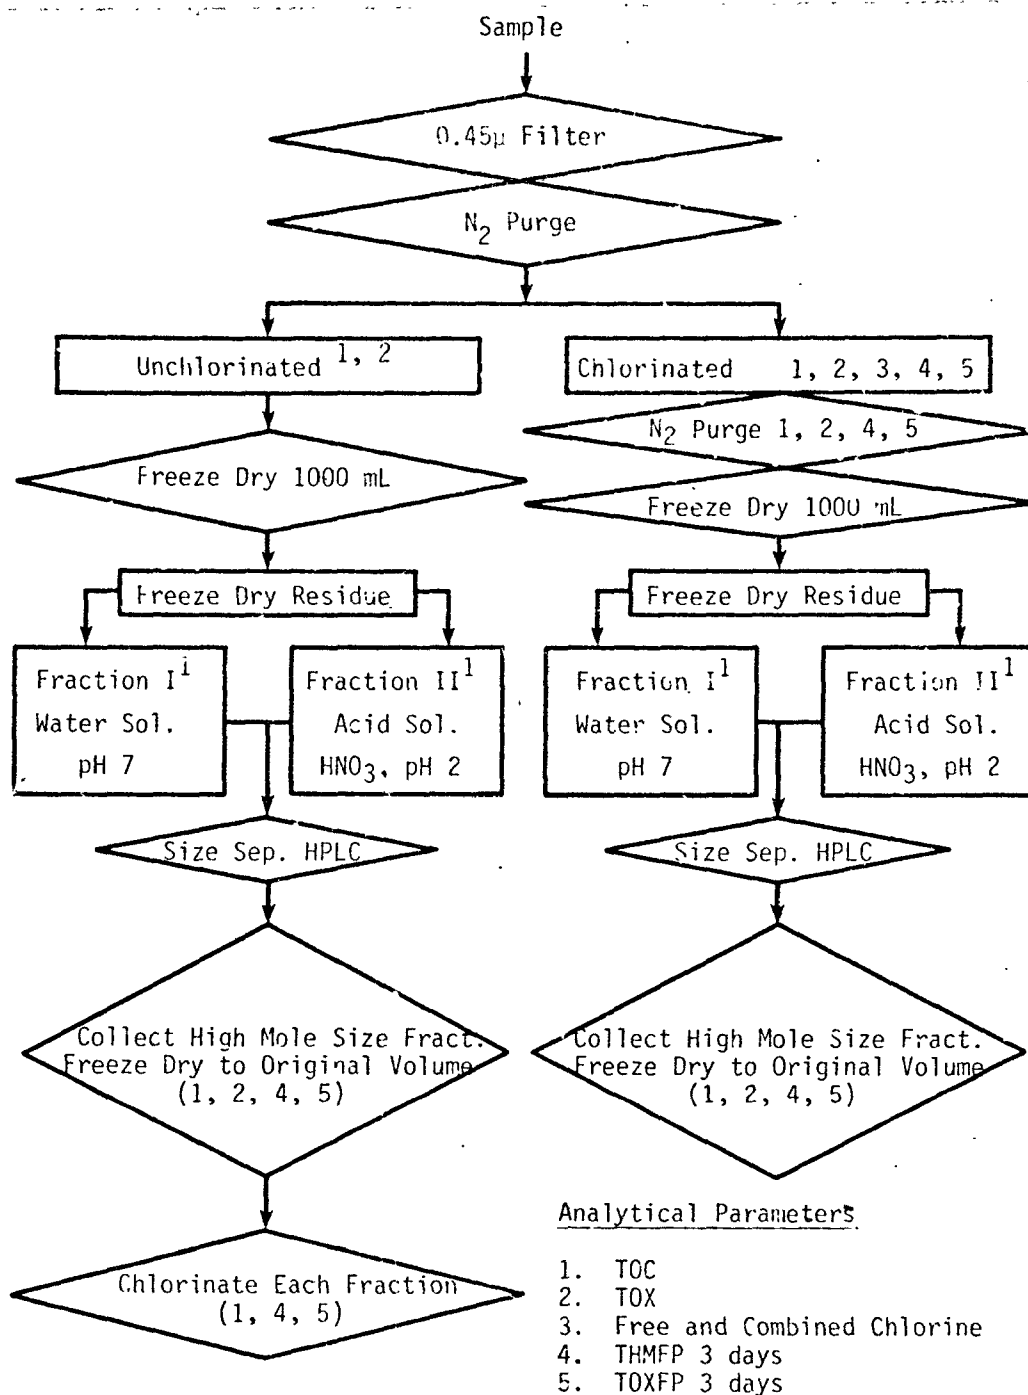 Sample
0.45μ Filter
N2 Purge
Unchlorinated 1, 2
Chlorinated 1, 2, 3, 4, 5
N2 Purge 1, 2, 4, 5
Freeze Dry 1000 mL
Freeze Dry 1000 mL
Freeze Dry Residue
Freeze Dry Residue
Fraction I1
Water Sol.
pH 7
Fraction II1
Acid Sol.
HNO3, pH 2
Fraction I1
Water Sol.
pH 7
Fraction II1
Acid Sol.
HNO3, pH 2
Size Sep. HPLC
Size Sep. HPLC
Collect High Mole Size Fract.
Freeze Dry to Original Volume
(1, 2, 4, 5)
Collect High Mole Size Fract.
Freeze Dry to Original Volume
(1, 2, 4, 5)
Chlorinate Each Fraction
(1, 4, 5)
Analytical Parameters
1. TOC
2. TOX
3. Free and Combined Chlorine
4. THMFP 3 days
5. TOXFP 3 days